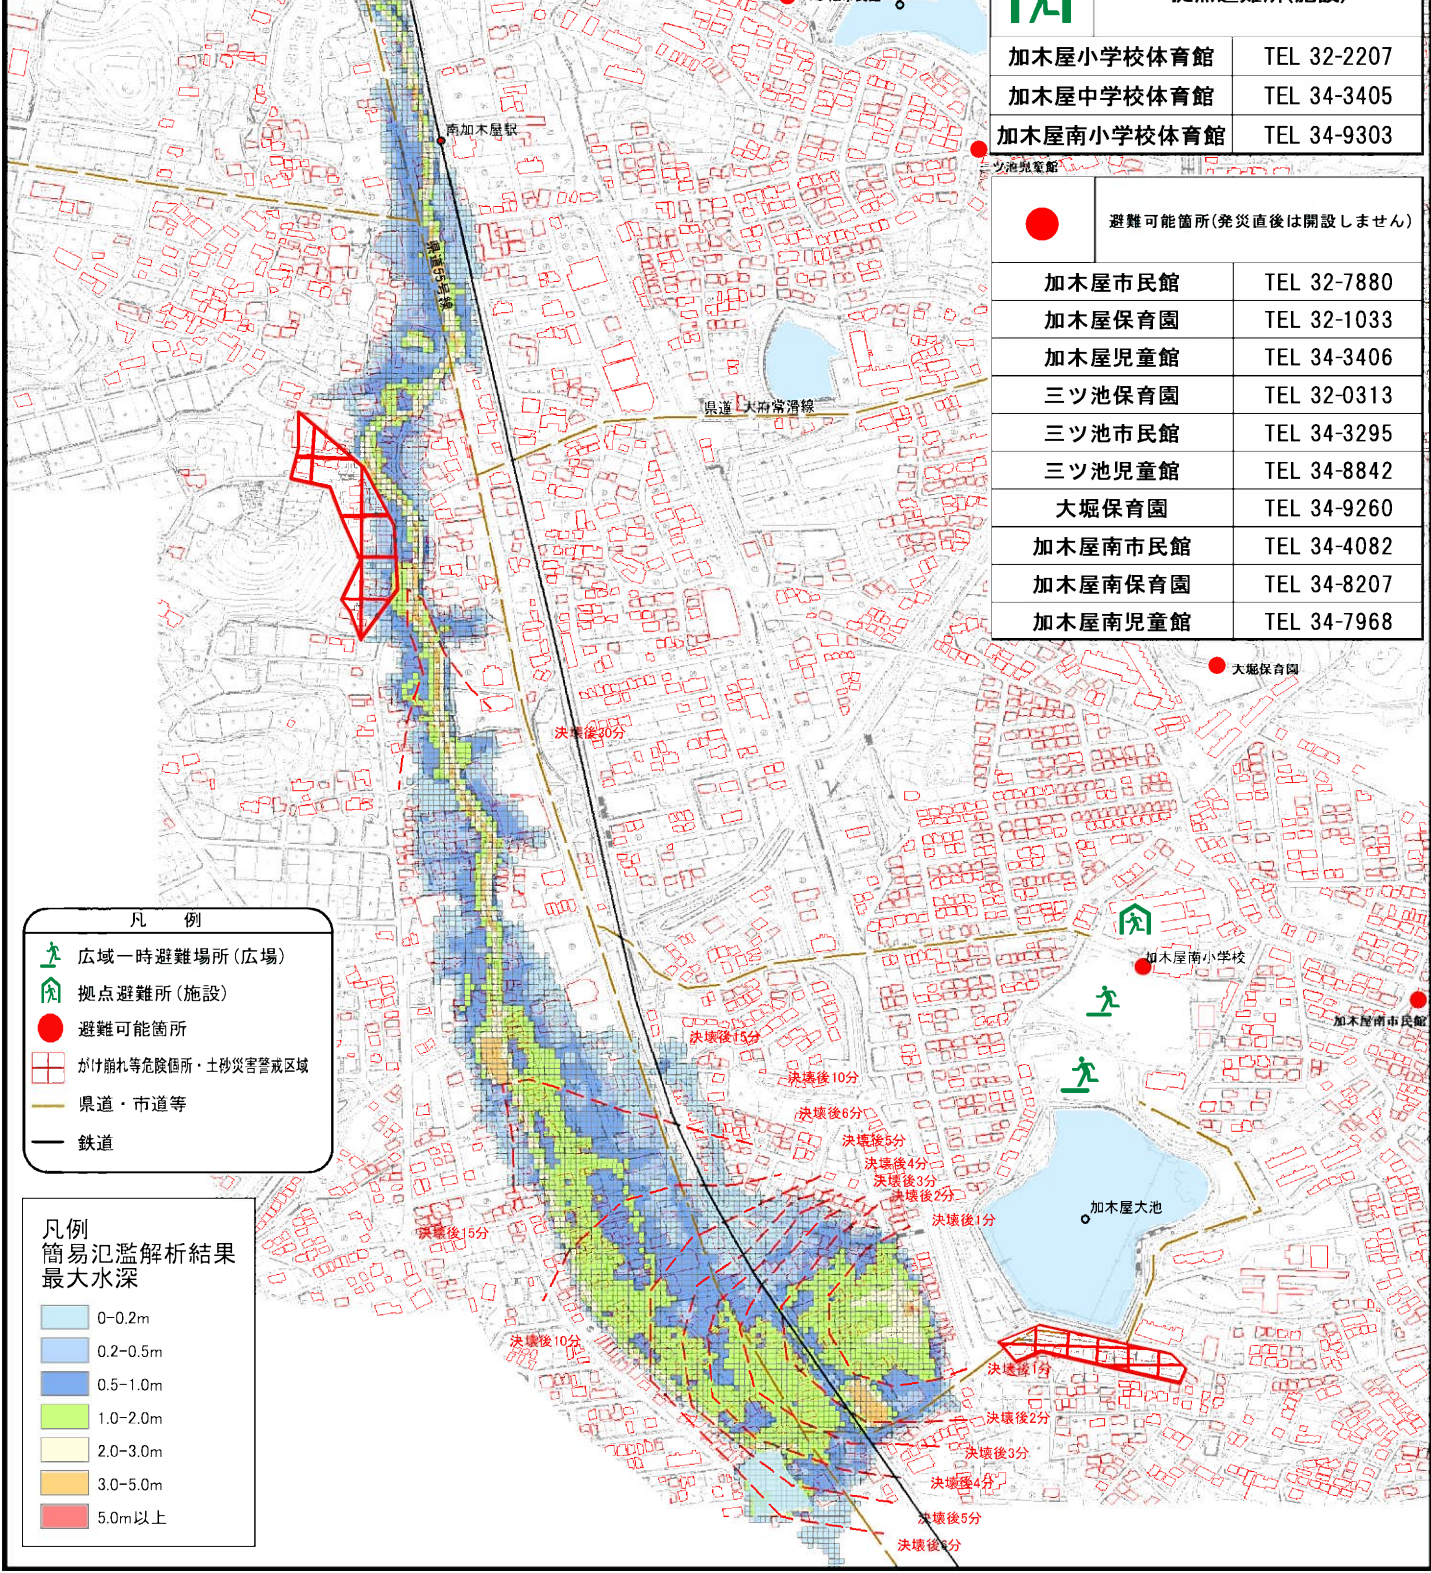 加木屋小学校体育館 TEL 32-2207
加木屋中学校体育館 TEL 34-3405
加木屋南小学校体育館 TEL 34-9303
避難可能箇所(発災直後は開設しません)
加木屋市民館 TEL 32-7880
加木屋保育園 TEL 32-1033
加木屋児童館 TEL 34-3406
三ツ池保育園 TEL 32-0313
三ツ池市民館 TEL 34-3295
三ツ池児童館 TEL 34-8842
大堀保育園 TEL 34-9260
加木屋南市民館 TEL 34-4082
加木屋南保育園 TEL 34-8207
加木屋南児童館 TEL 34-7968
南加木屋駅
三ツ池児童館
県道55号線
県道 大府常滑線
大堀保育園
決壊後30分
加木屋南小学校
加木屋南市民館
決壊後15分
決壊後10分
決壊後6分
決壊後5分
決壊後4分
決壊後3分
決壊後2分
決壊後1分
加木屋大池
決壊後15分
決壊後10分
決壊後1分
決壊後2分
決壊後3分
決壊後4分
決壊後5分
決壊後6分
凡 例
広域一時避難場所(広場)
拠点避難所(施設)
避難可能箇所
がけ崩れ等危険個所・土砂災害警戒区域
県道・市道等
鉄道
凡例
簡易氾濫解析結果
最大水深
0-0.2m
0.2-0.5m
0.5-1.0m
1.0-2.0m
2.0-3.0m
3.0-5.0m
5.0m以上